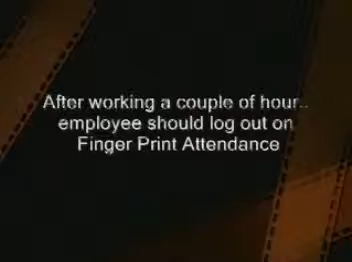 After working a couple of hour..
employee should log out on
Finger Print Attendance